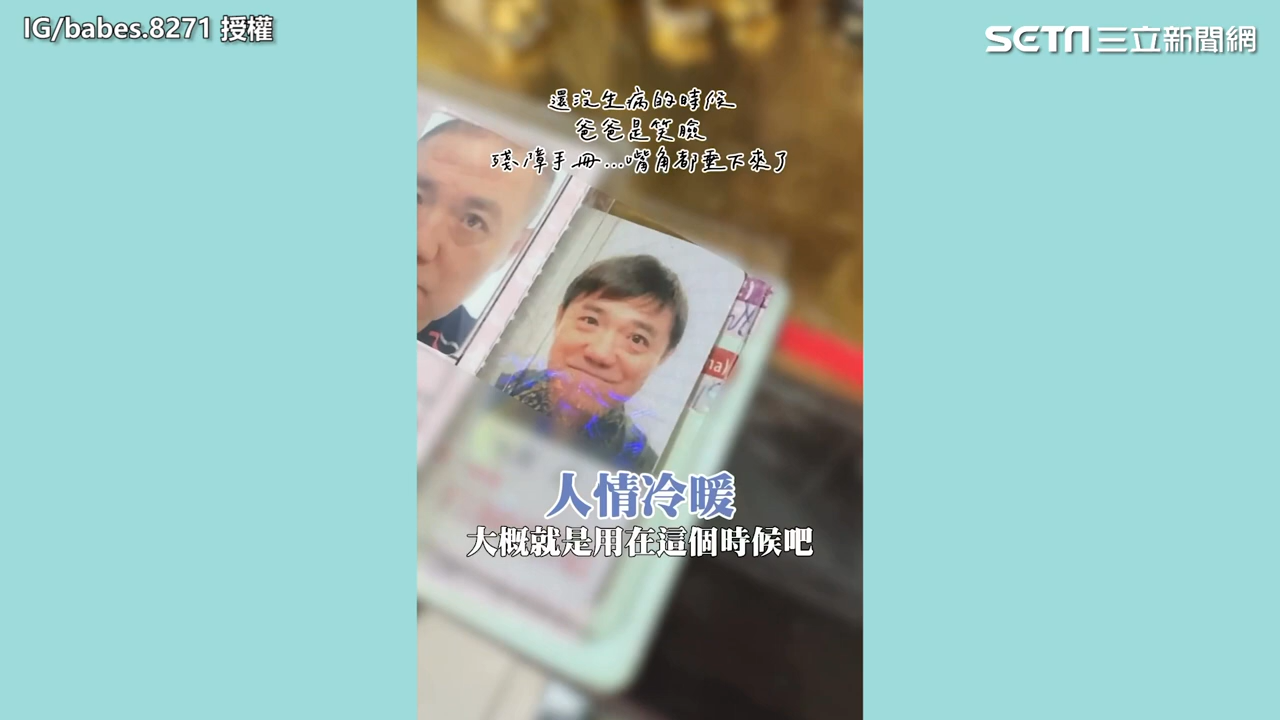 IG/babes.8271 授權
SETN三立新聞網
還沒生病的時候
爸爸是笑臉
殘障手冊...嘴角都垂下來了
na)
人情冷暖
大概就是用在這個時候吧